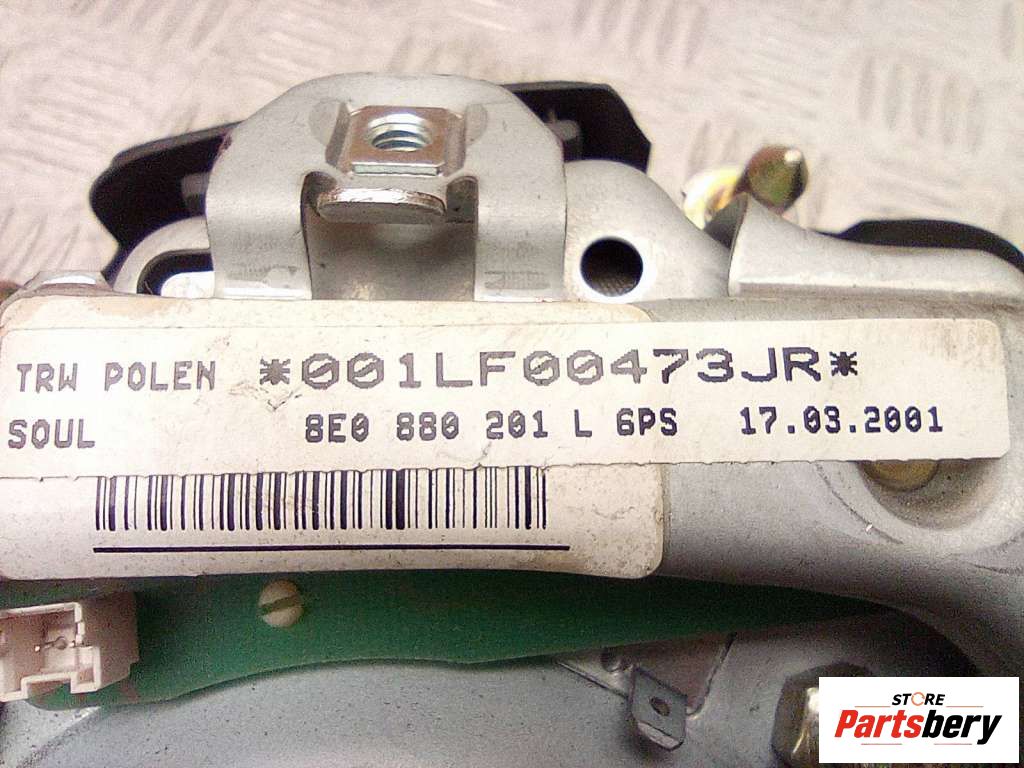 TRW POLEN *001LF00473JR*
SOUL 8E0 880 201 L 6PS 17.03.2001
STORE
Partsbery